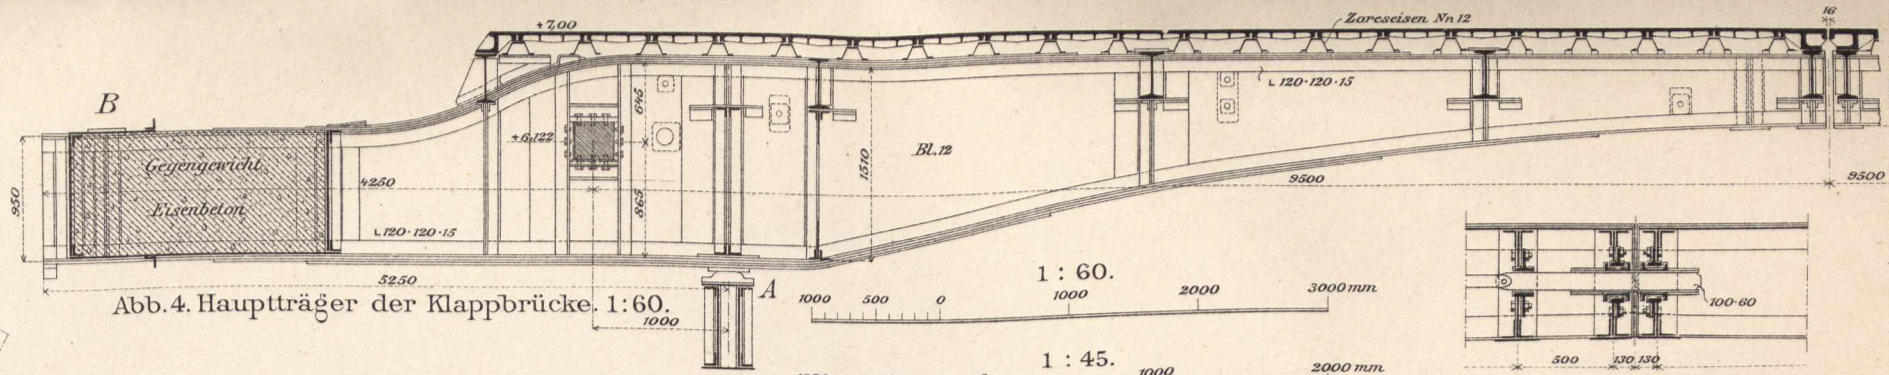 +7,00
Zoreseisen Nr. 12
16
B
Gegengewicht
Eisenbeton
950
4250
+6,122
645
865
1510
Bl. 12
∟ 120·120·15
∟ 120·120·15
9500
9500
5250
Abb. 4. Hauptträger der Klappbrücke. 1:60.
A
1000
1 : 60.
1000 500 0 1000 2000 3000 mm
1 : 45.
1000 2000 mm
100·60
500 130 130